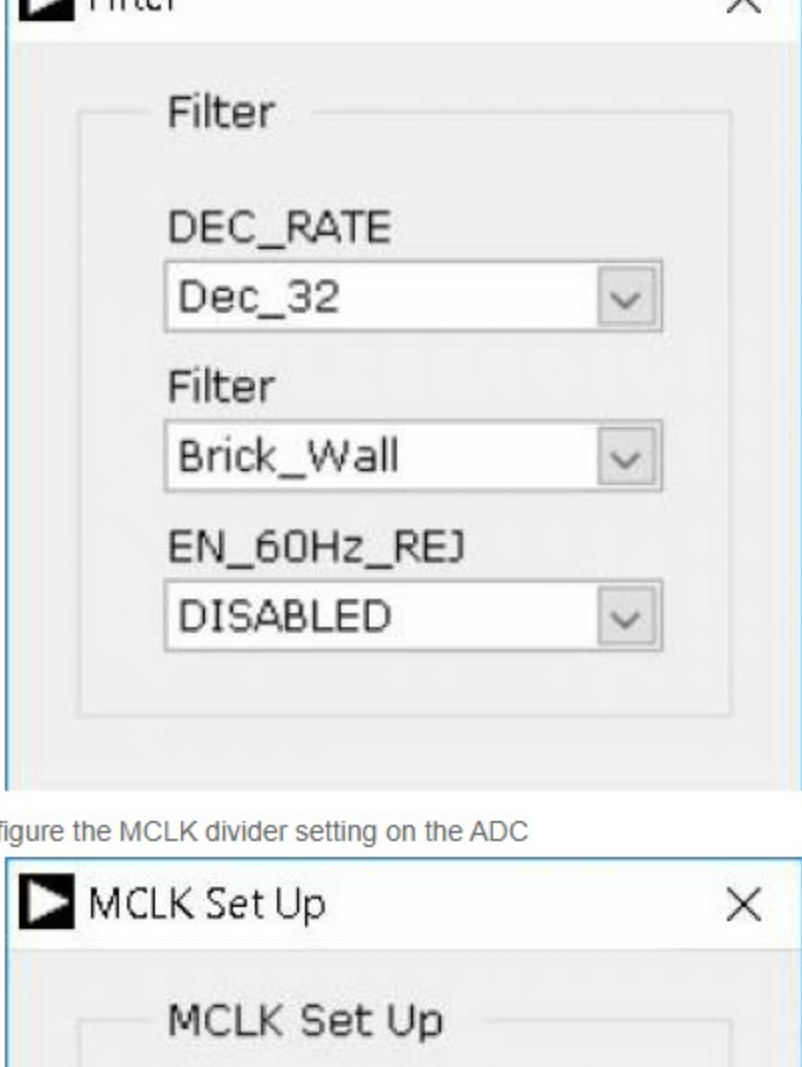 Filter
Filter
DEC_RATE
Dec_32
Filter
Brick_Wall
EN_60Hz_REJ
DISABLED
figure the MCLK divider setting on the ADC
MCLK Set Up
MCLK Set Up